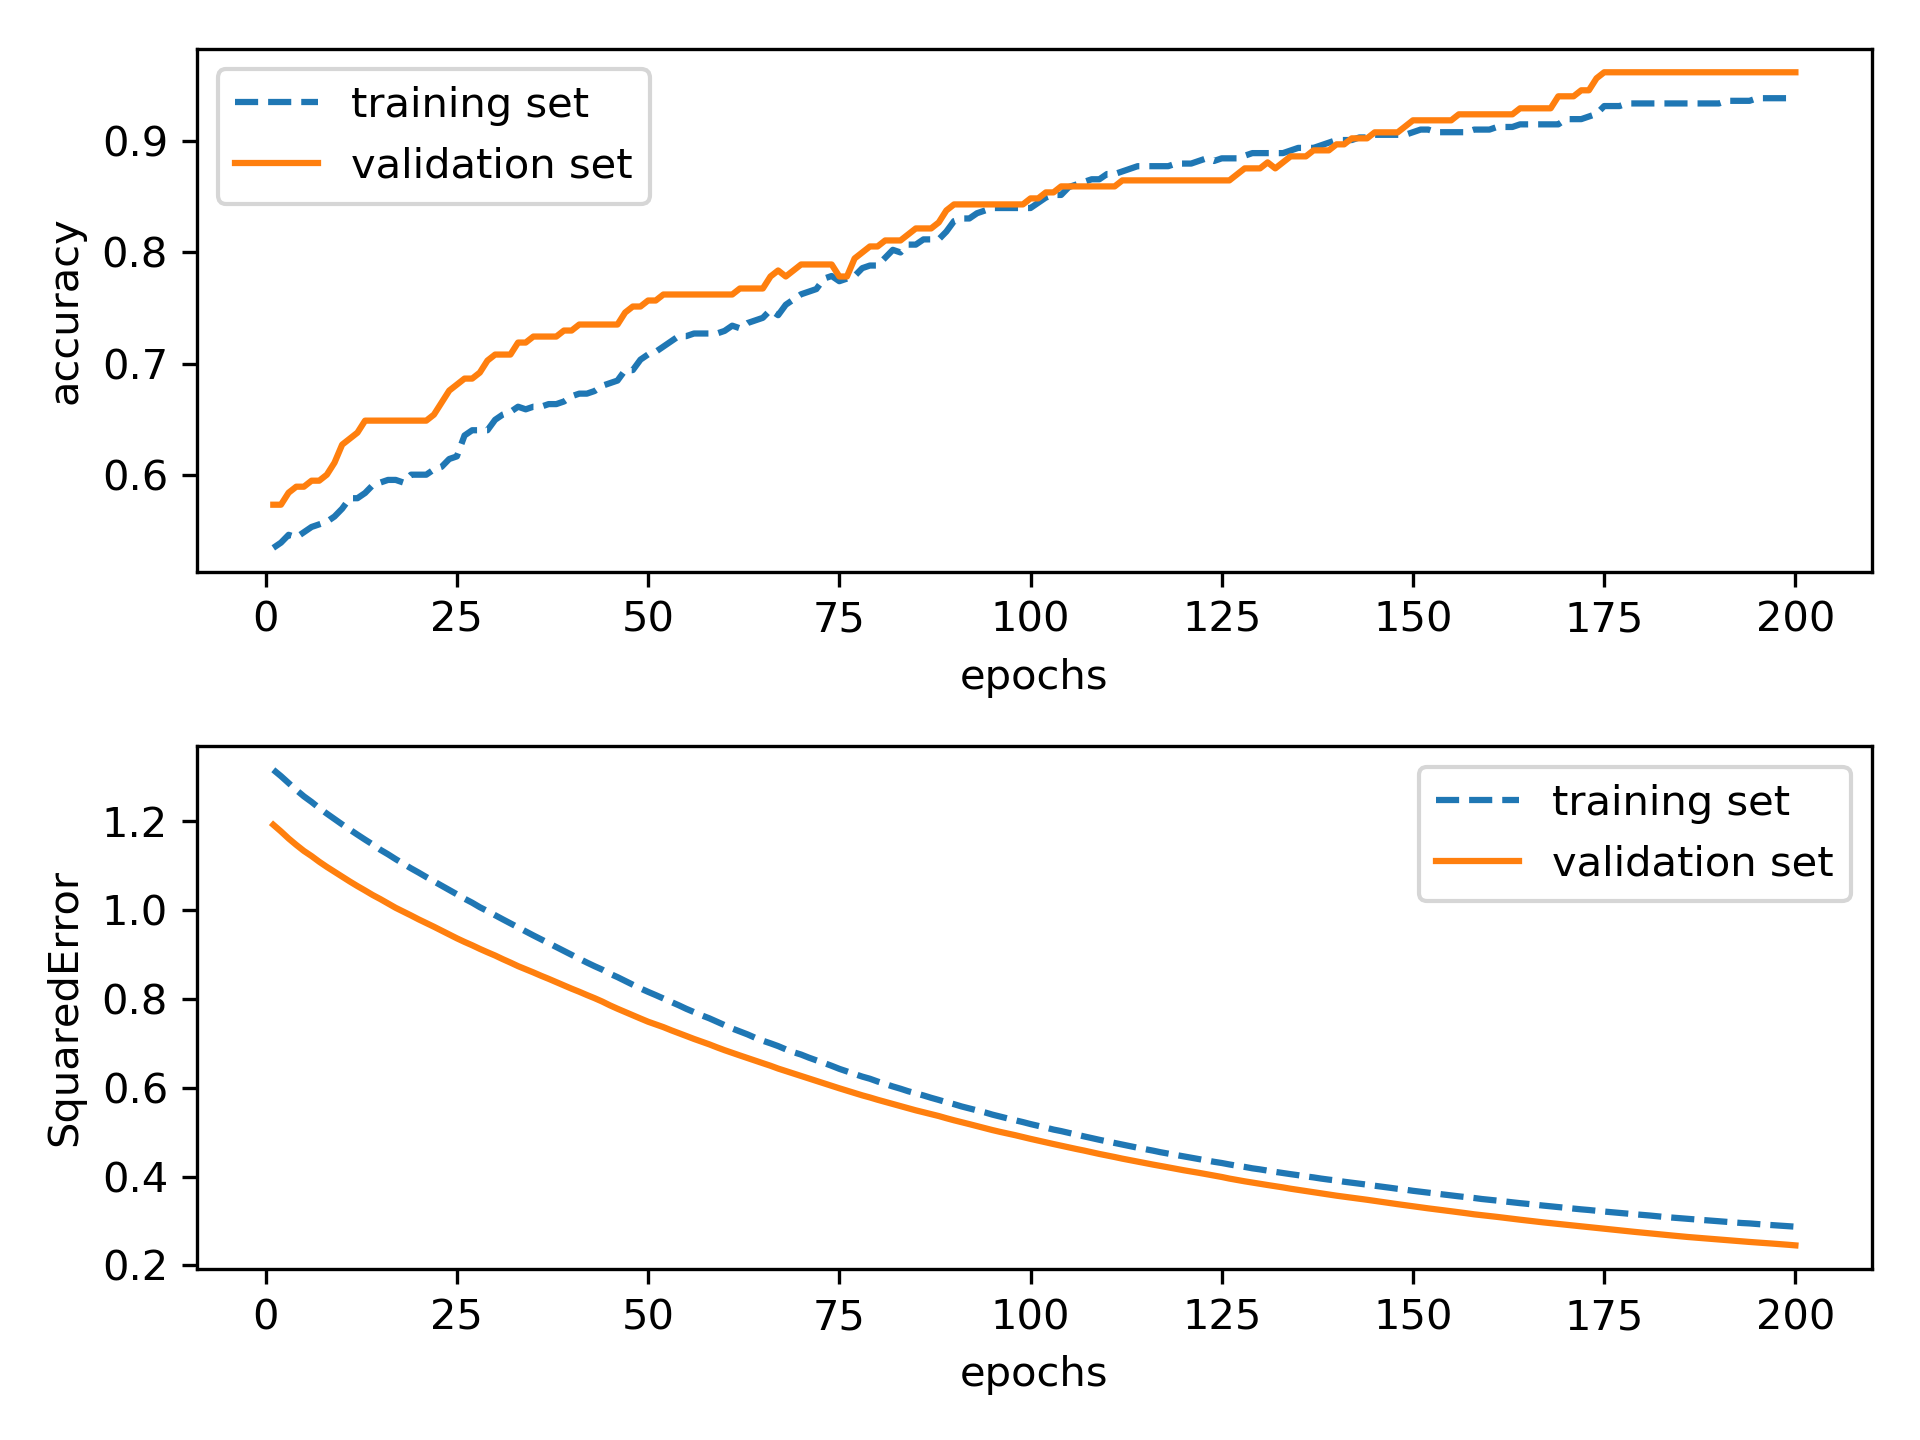 training set
validation set
0.9
0.8
0.7
0.6
accuracy
0 25 50 75 100 125 150 175 200
epochs
training set
validation set
1.2
1.0
0.8
0.6
0.4
0.2
SquaredError
0 25 50 75 100 125 150 175 200
epochs